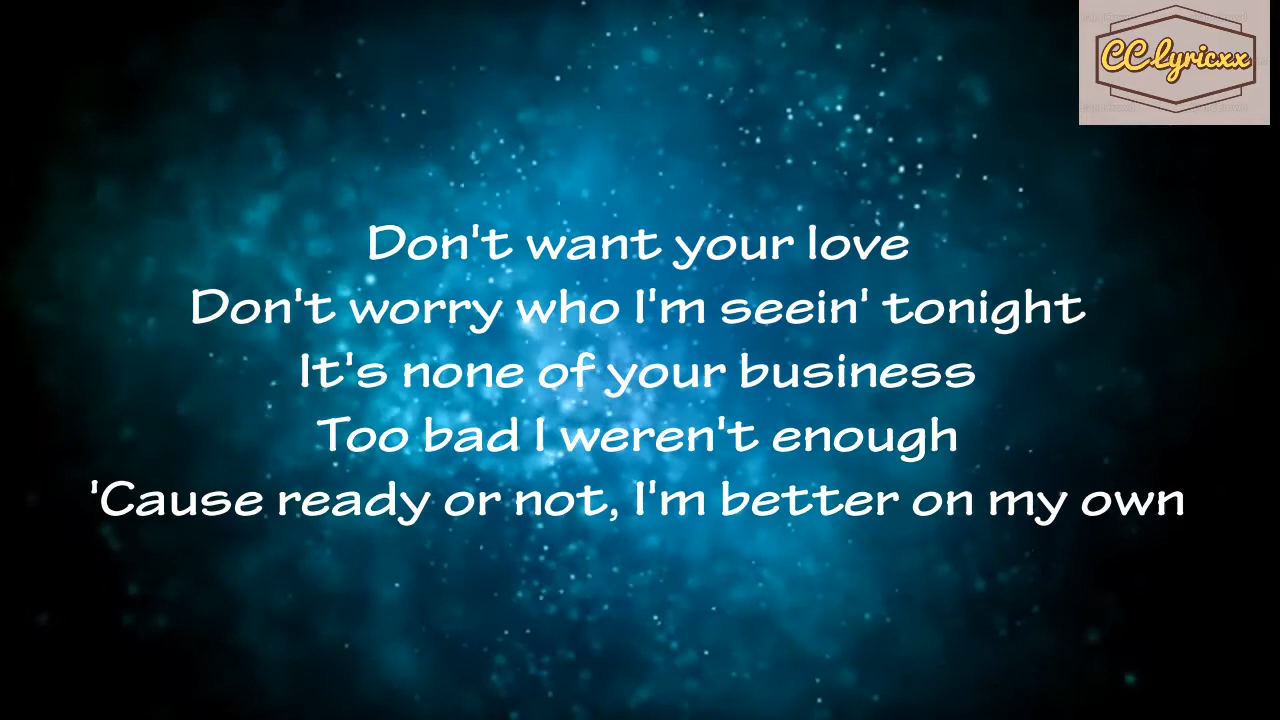 CCLyricxx
Don't want your love
Don't worry who I'm seein' tonight
It's none of your business
Too bad I weren't enough
'Cause ready or not, I'm better on my own